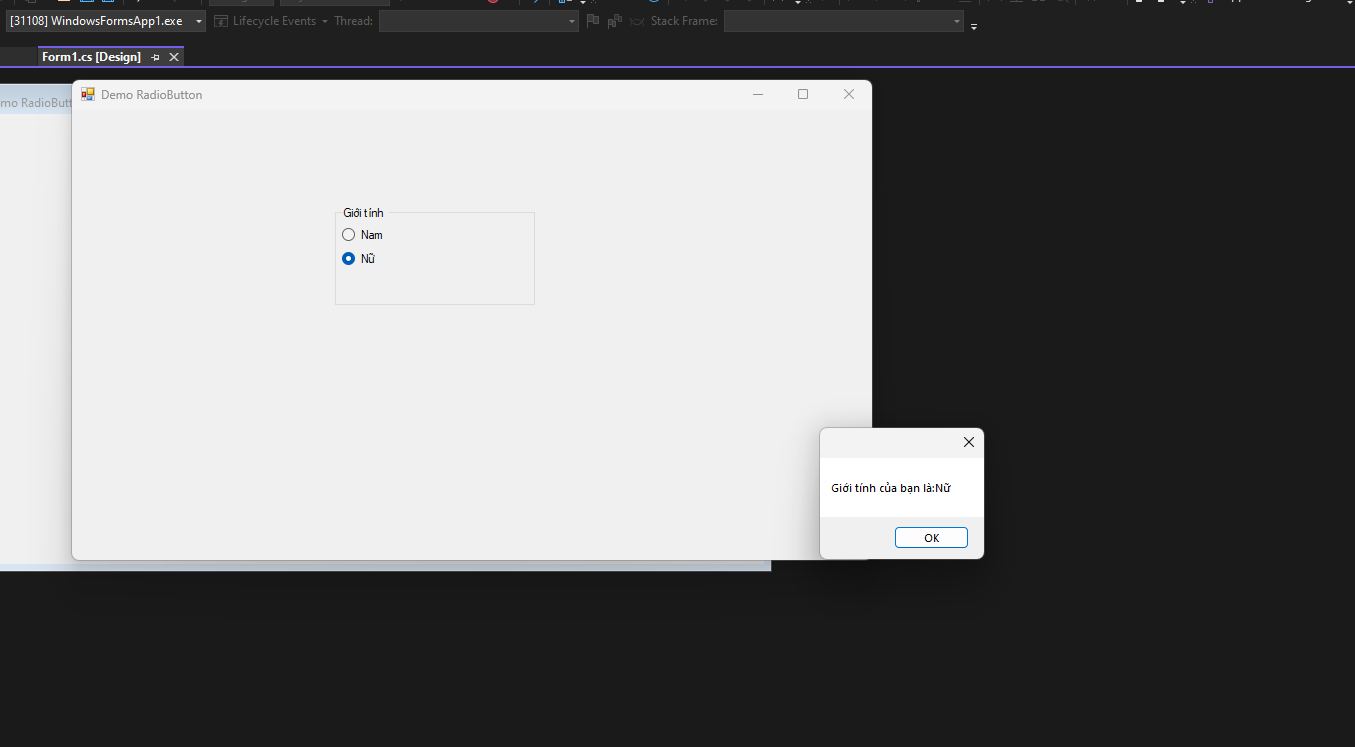 [31108] WindowsFormsApp1.exe Lifecycle Events Thread: Stack Frame:
Form1.cs [Design]
mo RadioButt
Demo RadioButton
Giới tính
Nam
Nữ
Giới tính của bạn là:Nữ
OK